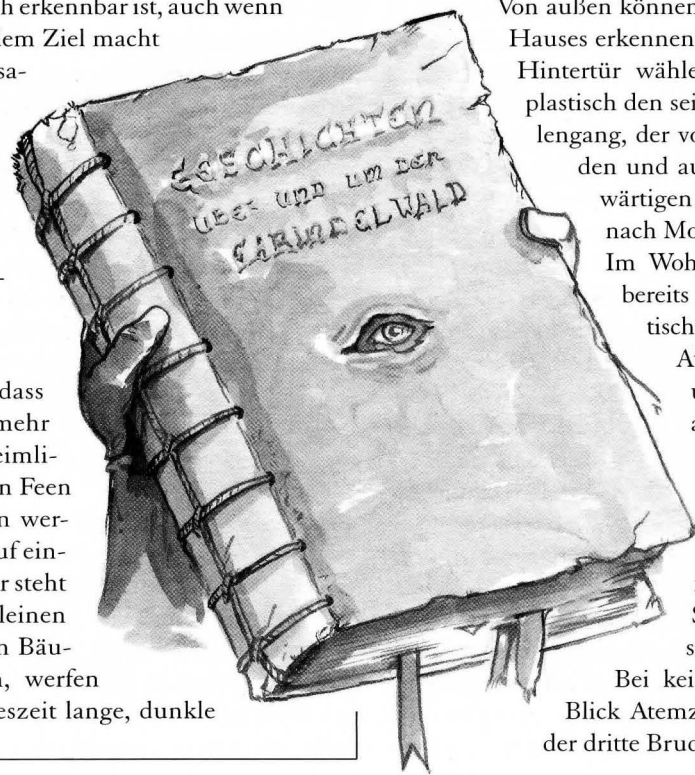 ch erkennbar ist, auch wenn
dem Ziel macht
sa-
dass
mehr
eimli-
n Feen
n wer-
uf ein-
r steht
leinen
n Bäu-
n, werfen
eszeit lange, dunkle
GESCHICHTEN
ÜBER UND UM DEN
FARINDELWALD
Von außen können
Hauses erkennen
Hintertür wähle
plastisch den sei
lengang, der vo
den und au
wärtigen
nach Mo
Im Woh
bereits
tisch
A
u
a
S
s
Bei kei
Blick Atemz
der dritte Bruc